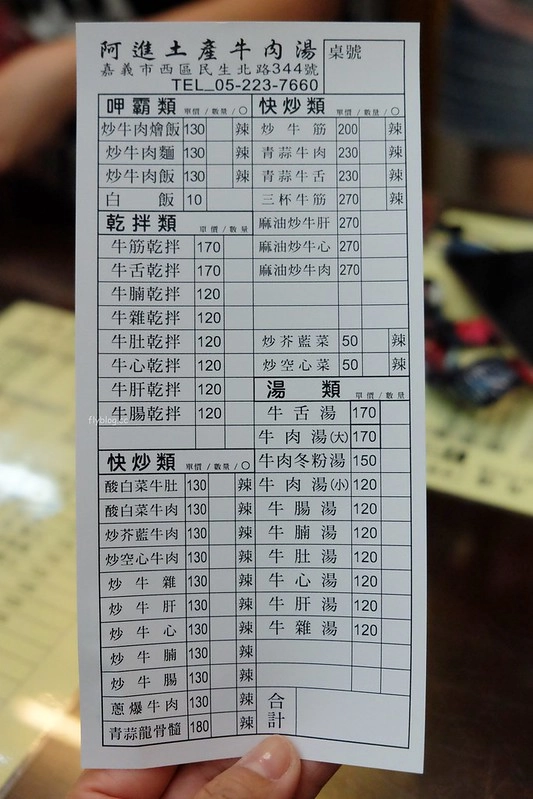 阿進土產牛肉湯
嘉義市西區民生北路344號
TEL_05-223-7660
桌號
呷霸類 單價/數量/○
炒牛肉燴飯 130 辣
炒牛肉麵 130 辣
炒牛肉飯 130 辣
白飯 10
乾拌類 單價/數量
牛筋乾拌 170
牛舌乾拌 170
牛腩乾拌 120
牛雜乾拌 120
牛肚乾拌 120
牛心乾拌 120
牛肝乾拌 120
牛腸乾拌 120
快炒類 單價/數量/○
酸白菜牛肚 130 辣
酸白菜牛肉 130 辣
炒芥藍牛肉 130 辣
炒空心牛肉 130 辣
炒牛雜 130 辣
炒牛肝 130 辣
炒牛心 130 辣
炒牛腩 130 辣
炒牛腸 130 辣
蔥爆牛肉 130 辣
青蒜龍骨髓 180 辣
快炒類 單價/數量/○
炒牛筋 200 辣
青蒜牛肉 230 辣
青蒜牛舌 230 辣
三杯牛筋 270 辣
麻油炒牛肝 270
麻油炒牛心 270
麻油炒牛肉 270
炒芥藍菜 50 辣
炒空心菜 50 辣
湯類 單價/數量
牛舌湯 170
牛肉湯(大) 170
牛肉冬粉湯 150
牛肉湯(小) 120
牛腸湯 120
牛腩湯 120
牛肚湯 120
牛心湯 120
牛肝湯 120
牛雜湯 120
合計